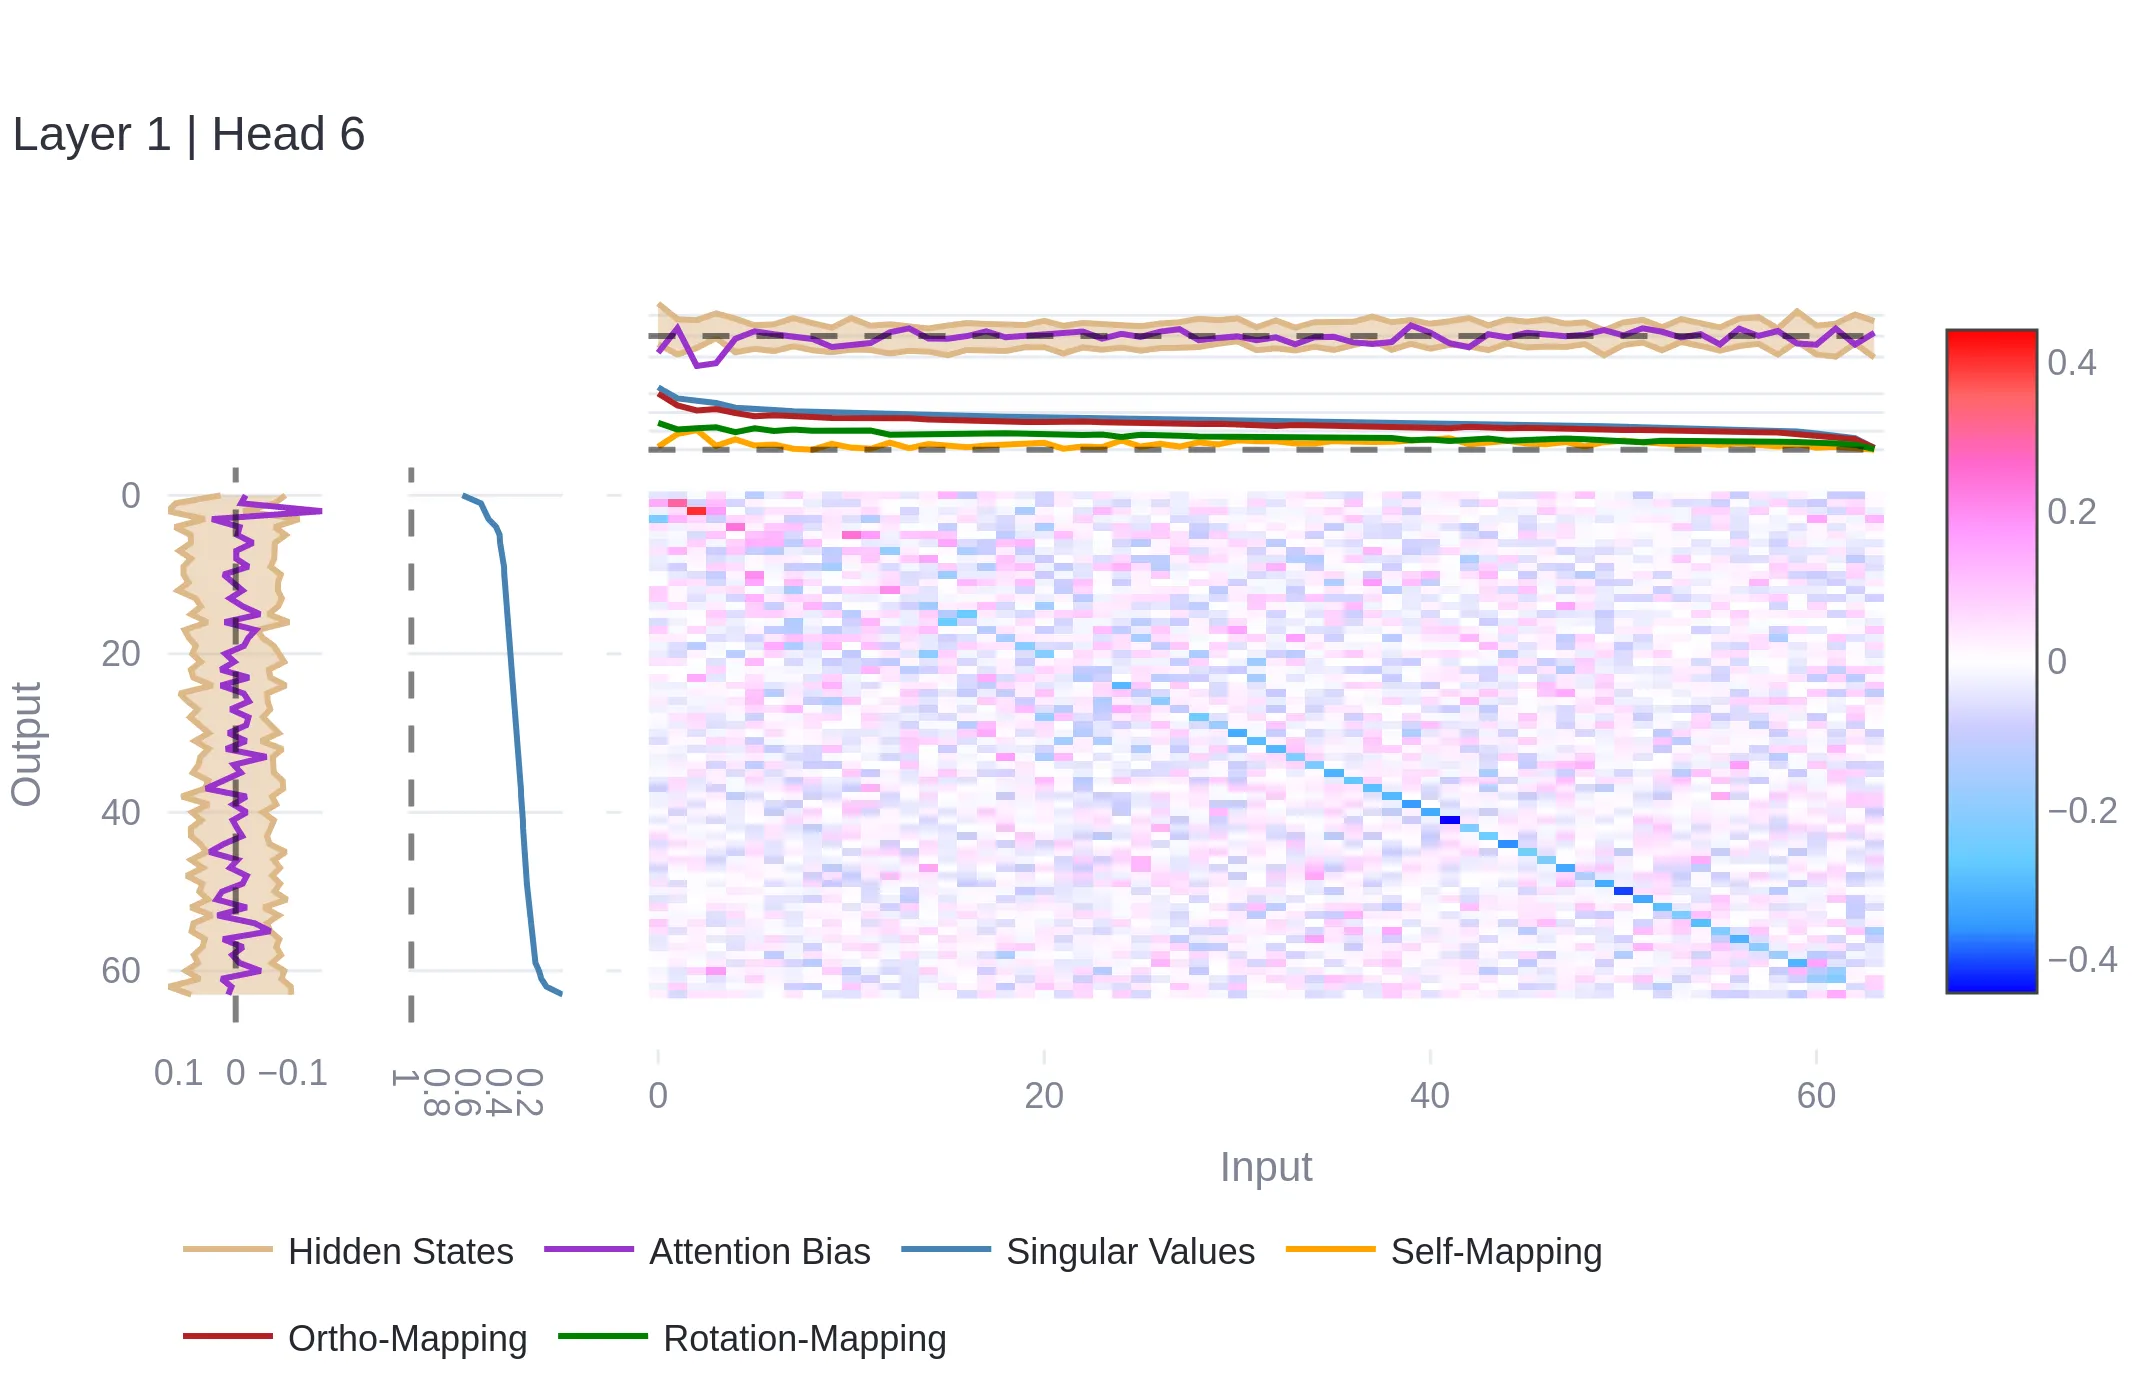 Layer 1 | Head 6
0.4
0.2
0
−0.2
−0.4
Output
0
20
40
60
0.1 0 −0.1
1
0.8
0.6
0.4
0.2
0 20 40 60
Input
Hidden States Attention Bias Singular Values Self-Mapping
Ortho-Mapping Rotation-Mapping